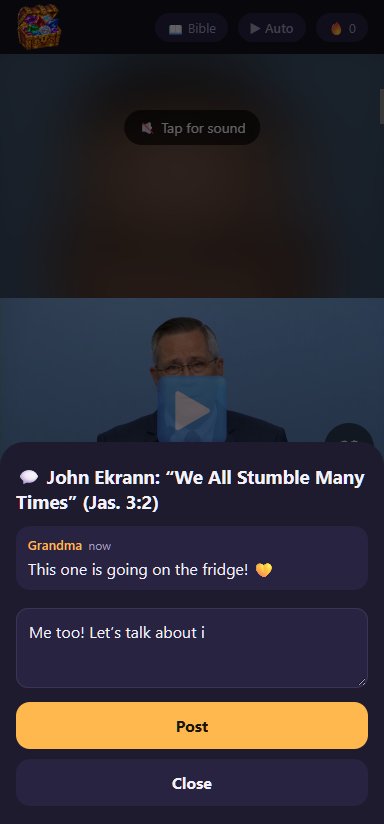 Bible
Auto
0
Tap for sound
John Ekrann: “We All Stumble Many
Times” (Jas. 3:2)
Grandma now
This one is going on the fridge!
Me too! Let’s talk about i
Post
Close